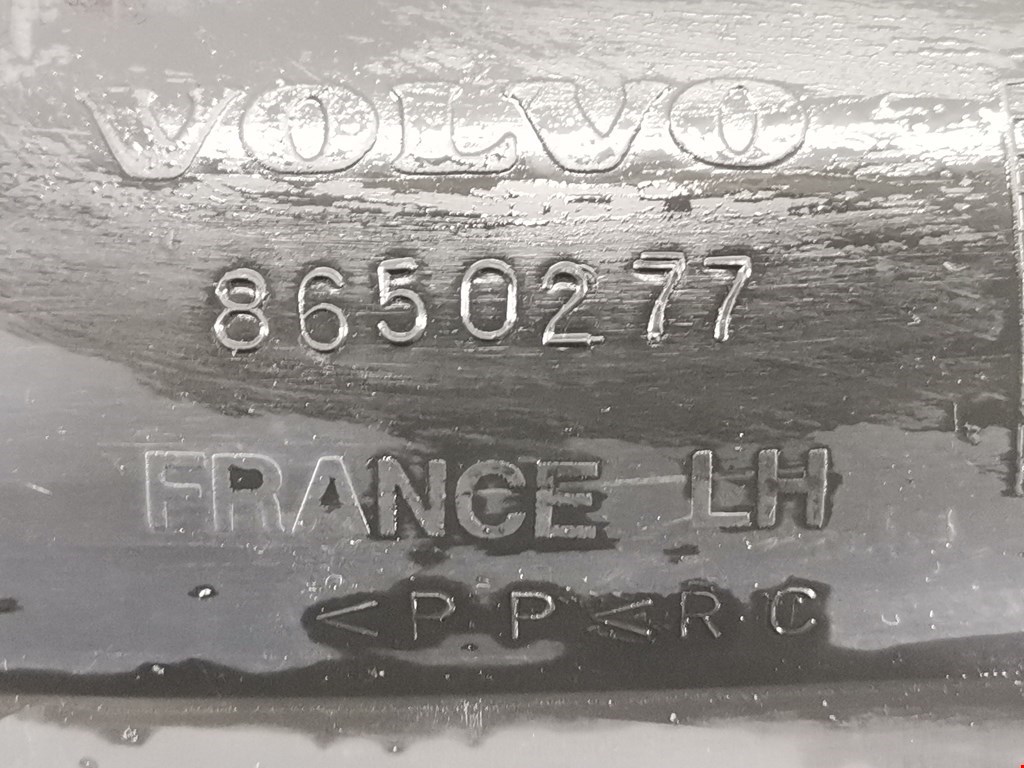 VOLVO
8650277
FRANCE LH
<PP<RC